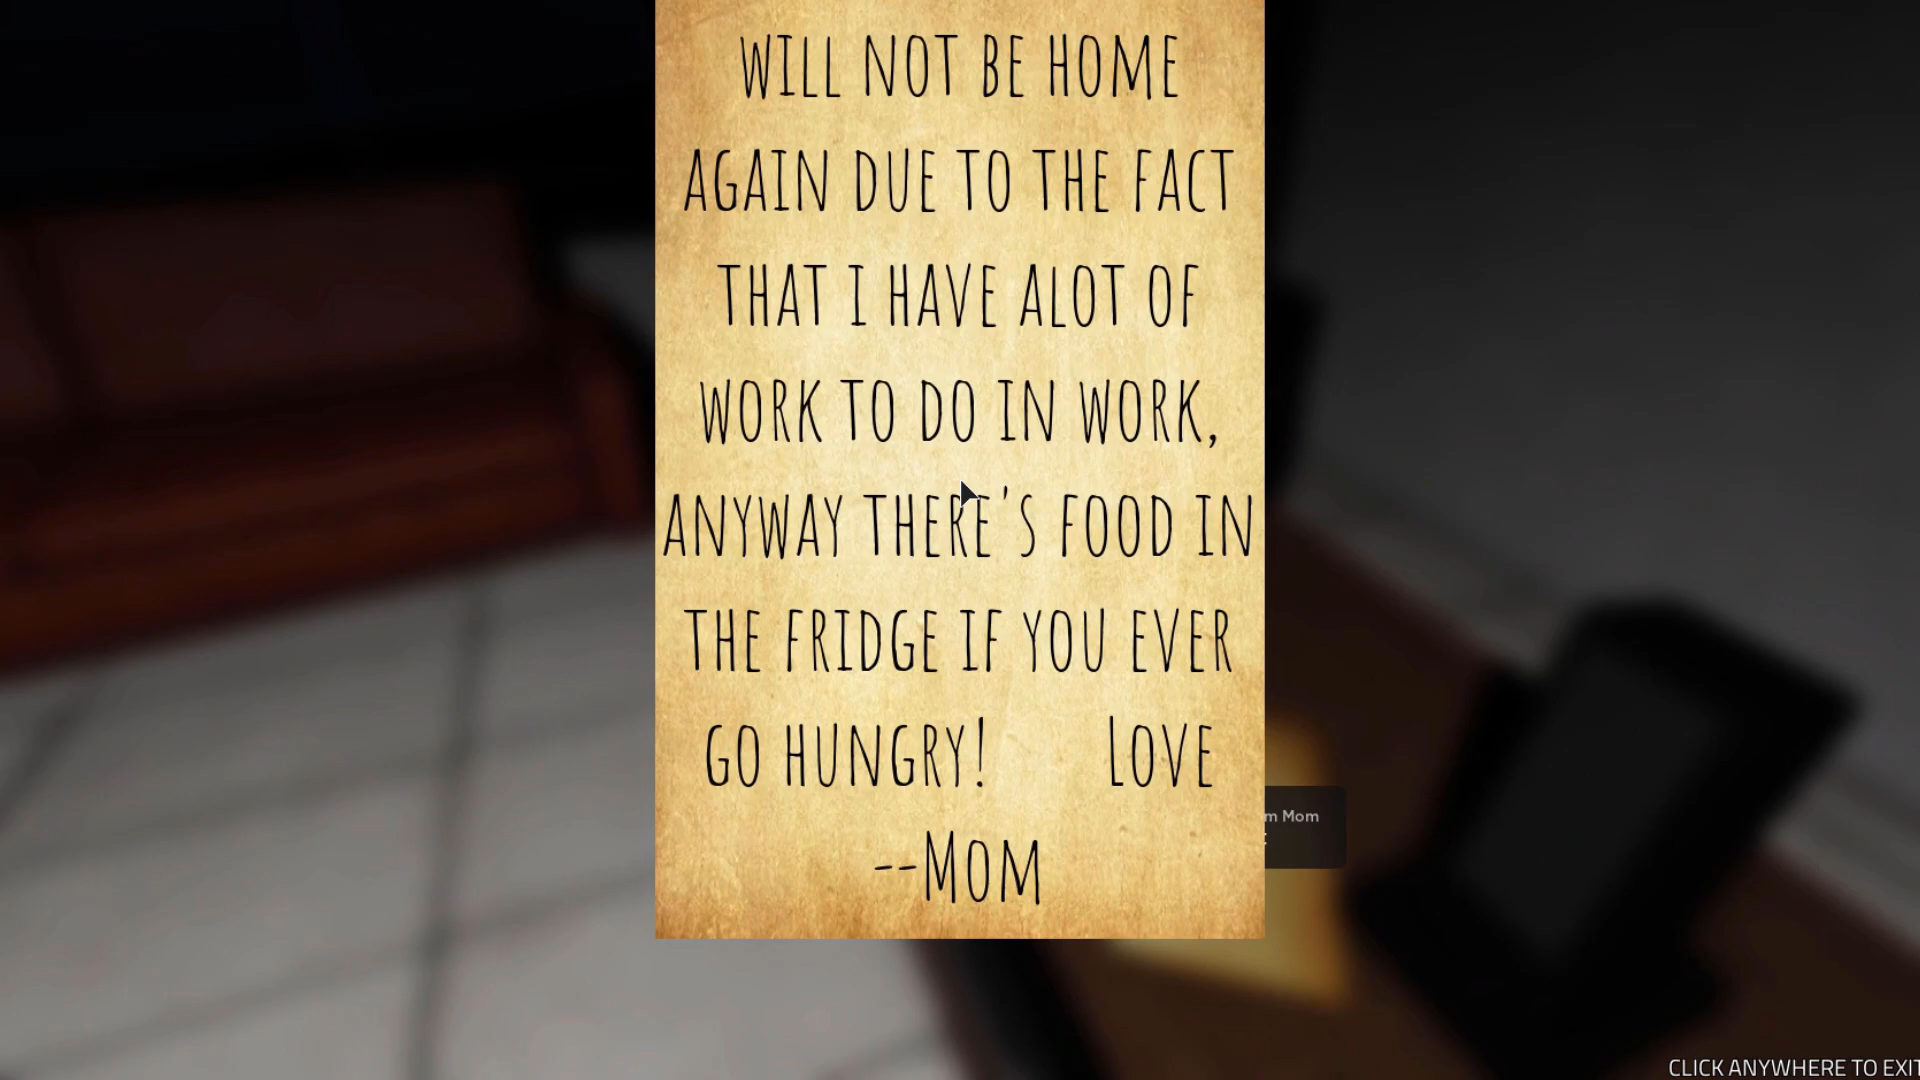 WILL NOT BE HOME
AGAIN DUE TO THE FACT
THAT I HAVE ALOT OF
WORK TO DO IN WORK,
ANYWAY THERE'S FOOD IN
THE FRIDGE IF YOU EVER
GO HUNGRY! LOVE
--MOM
m Mom
CLICK ANYWHERE TO EXIT